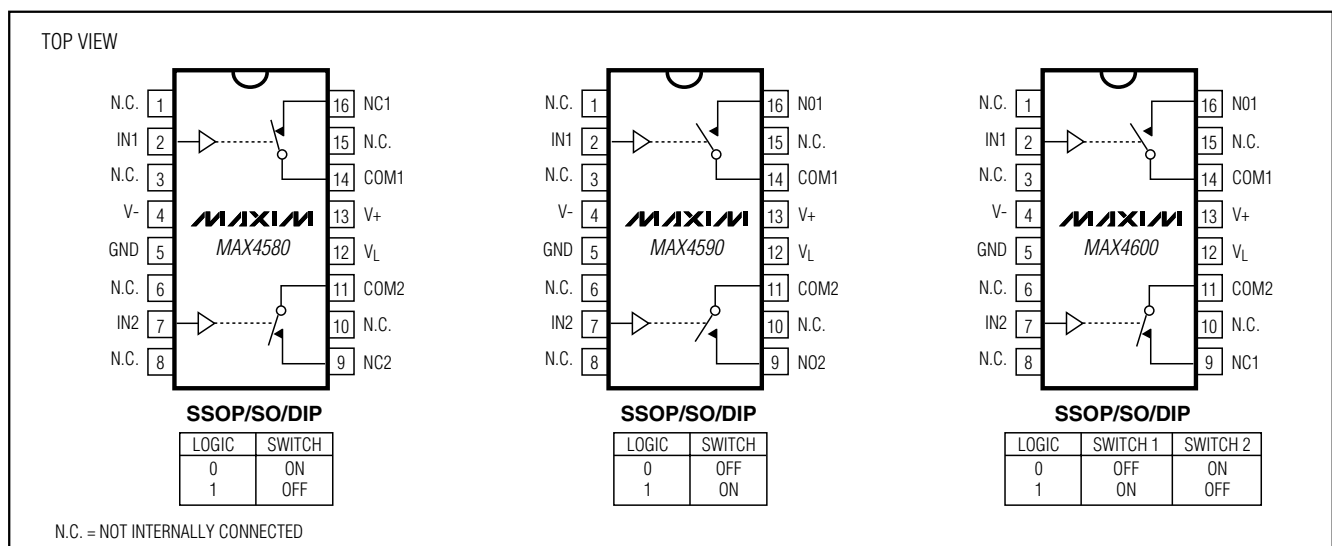 TOP VIEW
N.C. 1
IN1 2
N.C. 3
V- 4
GND 5
N.C. 6
IN2 7
N.C. 8
16 NC1
15 N.C.
14 COM1
13 V+
12 VL
11 COM2
10 N.C.
9 NC2
MAXIM
MAX4580
SSOP/SO/DIP
LOGIC SWITCH
0 ON
1 OFF
N.C. 1
IN1 2
N.C. 3
V- 4
GND 5
N.C. 6
IN2 7
N.C. 8
16 N01
15 N.C.
14 COM1
13 V+
12 VL
11 COM2
10 N.C.
9 N02
MAXIM
MAX4590
SSOP/SO/DIP
LOGIC SWITCH
0 OFF
1 ON
N.C. 1
IN1 2
N.C. 3
V- 4
GND 5
N.C. 6
IN2 7
N.C. 8
16 N01
15 N.C.
14 COM1
13 V+
12 VL
11 COM2
10 N.C.
9 NC1
MAXIM
MAX4600
SSOP/SO/DIP
LOGIC SWITCH 1 SWITCH 2
0 OFF ON
1 ON OFF
N.C. = NOT INTERNALLY CONNECTED